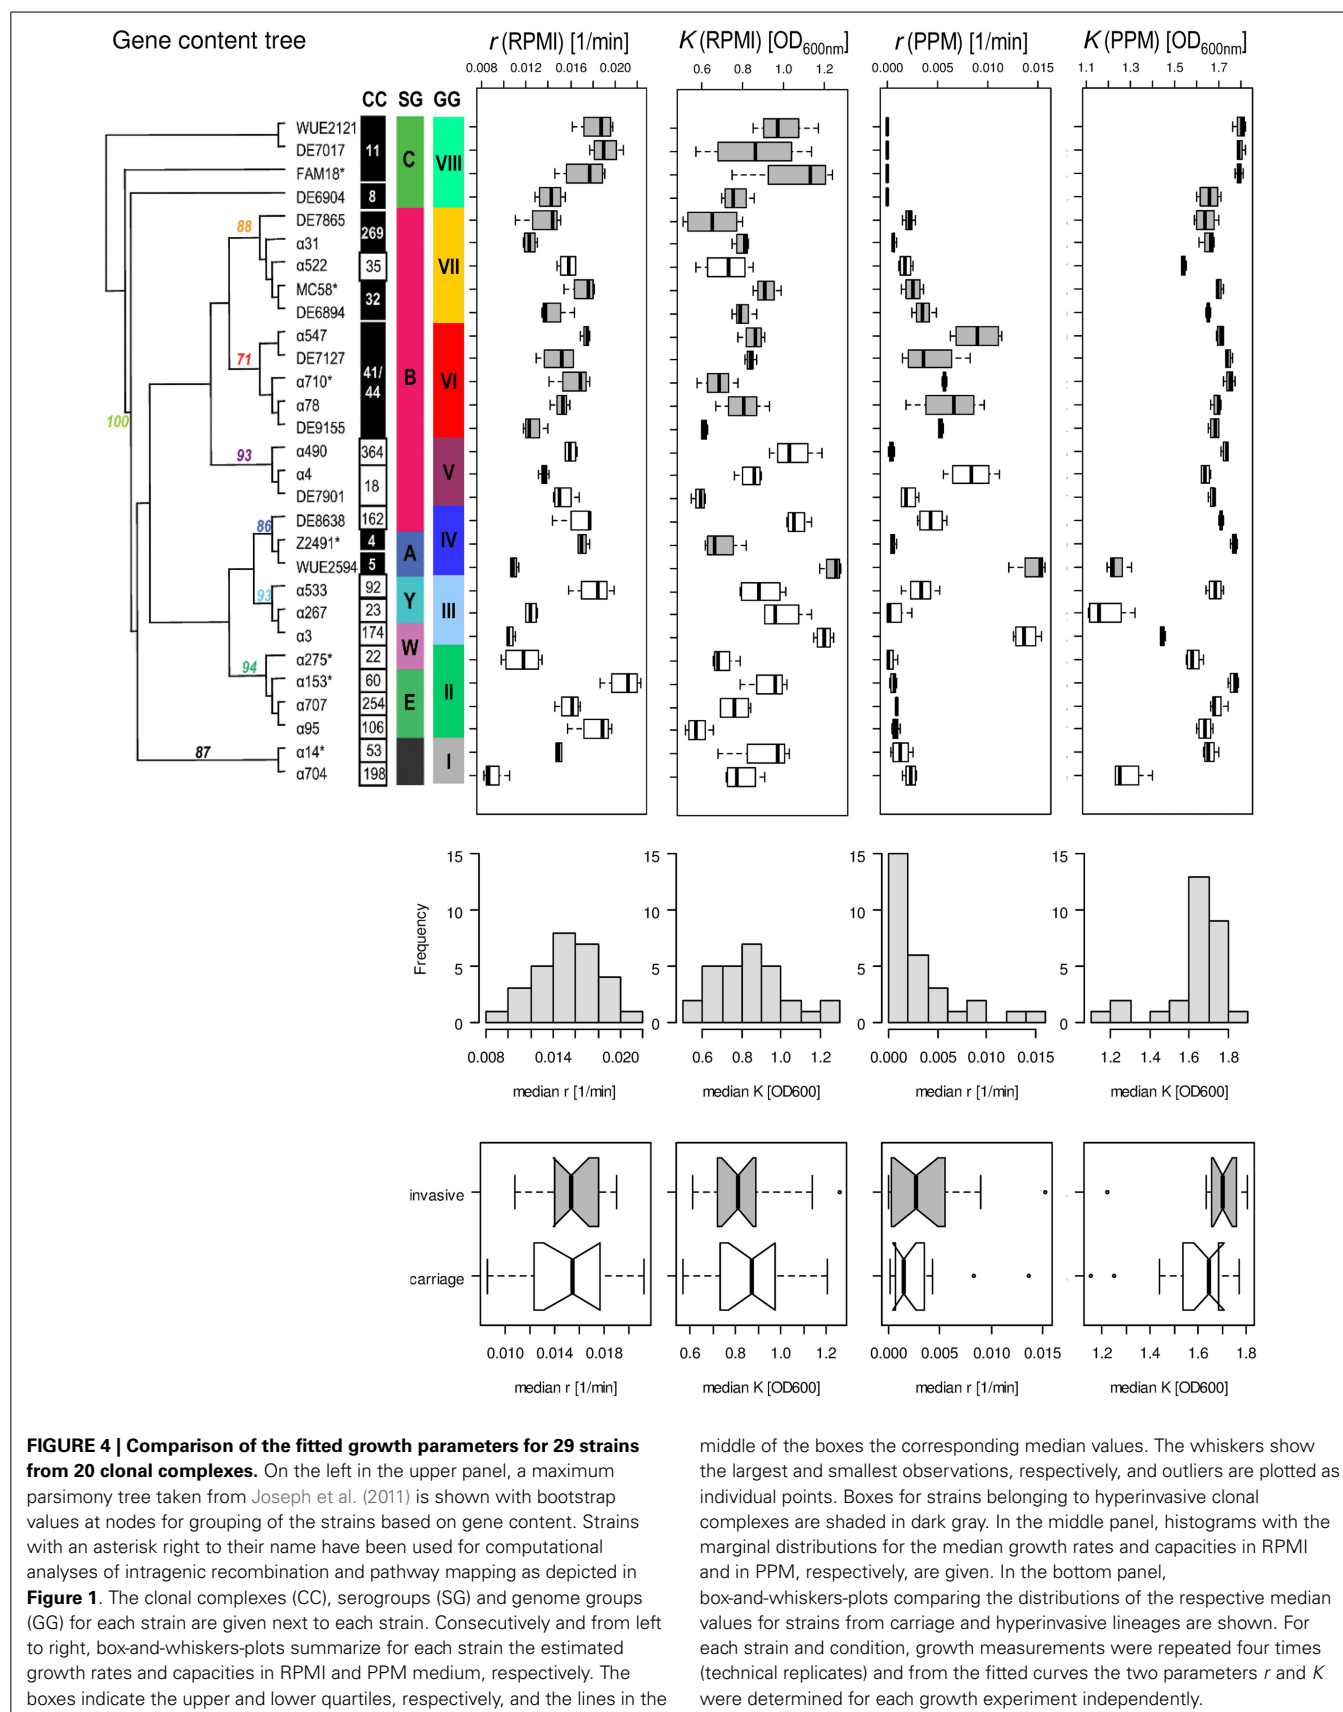 Gene content tree
r (RPMI) [1/min]
K (RPMI) [OD600nm]
r (PPM) [1/min]
K (PPM) [OD600nm]
0.008 0.012 0.016 0.020
0.6 0.8 1.0 1.2
0.000 0.005 0.010 0.015
1.1 1.3 1.5 1.7
CC SG GG
WUE2121
DE7017 11 C VIII
FAM18*
DE6904 8
DE7865
88
α31 269
α522 35 VII
MC58*
DE6894 32
α547
DE7127
71
α710* 41/44 B VI
α78
DE9155
100
α490 364
93
α4 V
DE7901 18
DE8638 162
86
Z2491* 4 IV
WUE2594 5 A
α533 92
93
α267 23 Y III
α3 174
α275* 22 W
94
α153* 60 II
α707 254 E
α95 106
87
α14* 53 I
α704 198
Frequency
15 15 15 15
10 10 10 10
5 5 5 5
0 0 0 0
0.008 0.014 0.020
0.6 0.8 1.0 1.2
0.000 0.005 0.010 0.015
1.2 1.4 1.6 1.8
median r [1/min] median K [OD600] median r [1/min] median K [OD600]
invasive
carriage
0.010 0.014 0.018
0.6 0.8 1.0 1.2
0.000 0.005 0.010 0.015
1.2 1.4 1.6 1.8
median r [1/min] median K [OD600] median r [1/min] median K [OD600]
FIGURE 4 | Comparison of the fitted growth parameters for 29 strains
from 20 clonal complexes. On the left in the upper panel, a maximum
parsimony tree taken from Joseph et al. (2011) is shown with bootstrap
values at nodes for grouping of the strains based on gene content. Strains
with an asterisk right to their name have been used for computational
analyses of intragenic recombination and pathway mapping as depicted in
Figure 1. The clonal complexes (CC), serogroups (SG) and genome groups
(GG) for each strain are given next to each strain. Consecutively and from left
to right, box-and-whiskers-plots summarize for each strain the estimated
growth rates and capacities in RPMI and PPM medium, respectively. The
boxes indicate the upper and lower quartiles, respectively, and the lines in the
middle of the boxes the corresponding median values. The whiskers show
the largest and smallest observations, respectively, and outliers are plotted as
individual points. Boxes for strains belonging to hyperinvasive clonal
complexes are shaded in dark gray. In the middle panel, histograms with the
marginal distributions for the median growth rates and capacities in RPMI
and in PPM, respectively, are given. In the bottom panel,
box-and-whiskers-plots comparing the distributions of the respective median
values for strains from carriage and hyperinvasive lineages are shown. For
each strain and condition, growth measurements were repeated four times
(technical replicates) and from the fitted curves the two parameters r and K
were determined for each growth experiment independently.